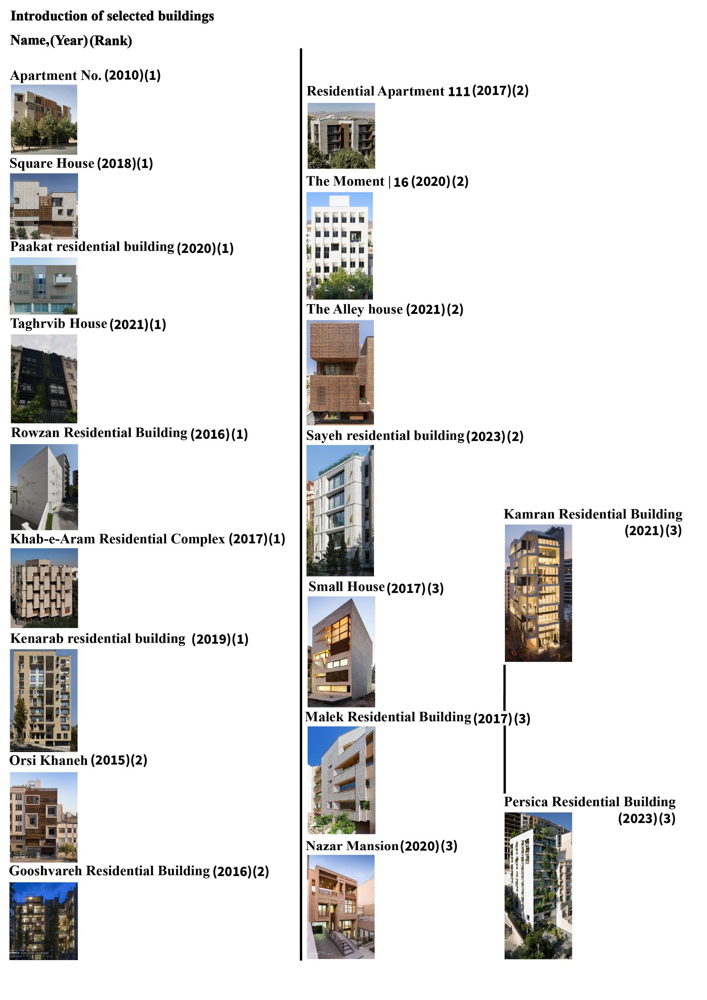 Introduction of selected buildings
Name,(Year)(Rank)
Apartment No. (2010)(1)
Square House (2018)(1)
Paakat residential building (2020)(1)
Taghrvib House (2021)(1)
Rowzan Residential Building (2016)(1)
Khab-e-Aram Residential Complex (2017)(1)
Kenarab residential building (2019)(1)
Orsi Khaneh (2015)(2)
Gooshvareh Residential Building (2016)(2)
Residential Apartment 111 (2017)(2)
The Moment | 16 (2020)(2)
The Alley house (2021)(2)
Sayeh residential building (2023)(2)
Small House (2017)(3)
Malek Residential Building (2017)(3)
Nazar Mansion (2020)(3)
Kamran Residential Building
(2021)(3)
Persica Residential Building
(2023)(3)